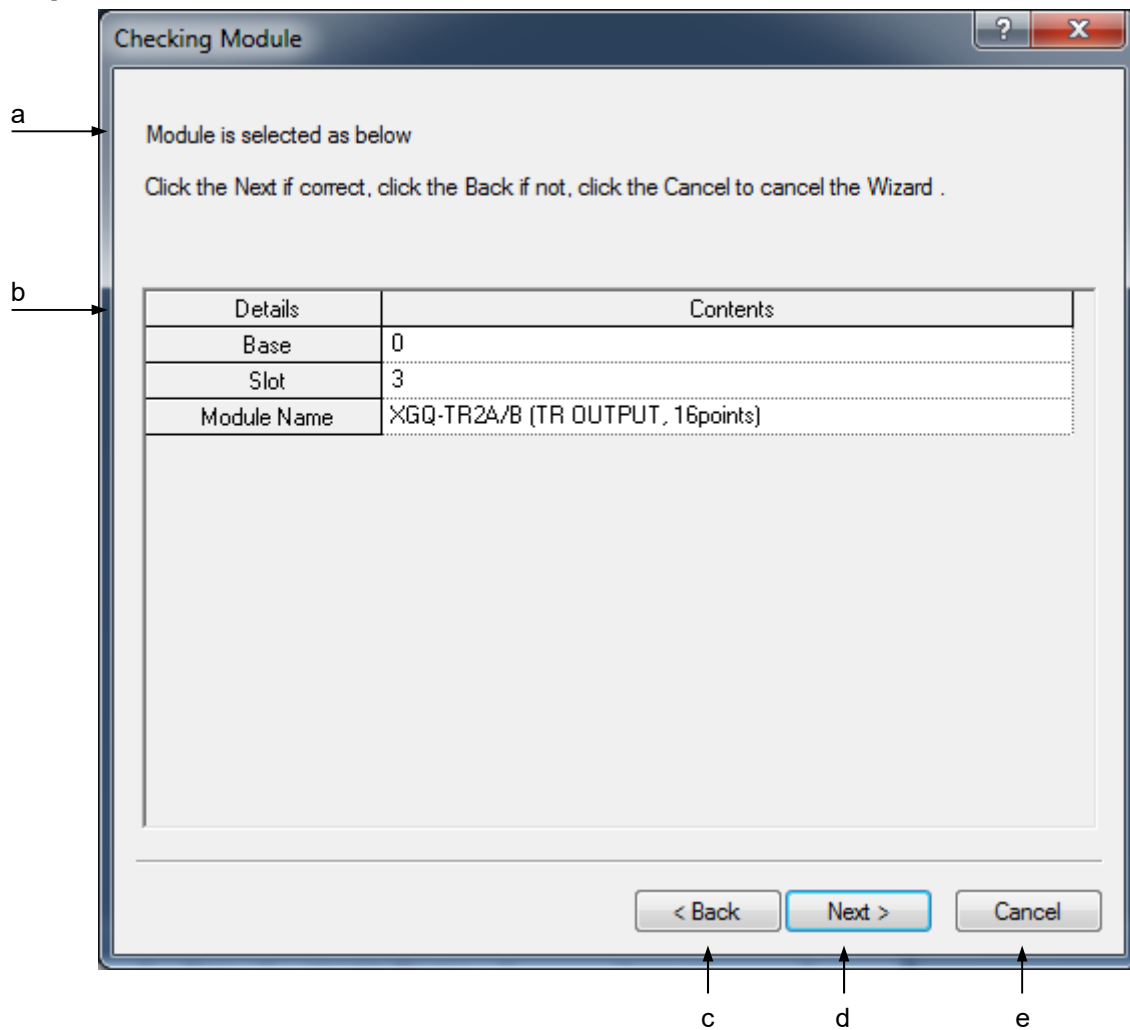 Checking Module
?
x
a
Module is selected as below
Click the Next if correct, click the Back if not, click the Cancel to cancel the Wizard .
b
Details Contents
Base 0
Slot 3
Module Name XGQ-TR2A/B (TR OUTPUT, 16points)
< Back Next > Cancel
c d e